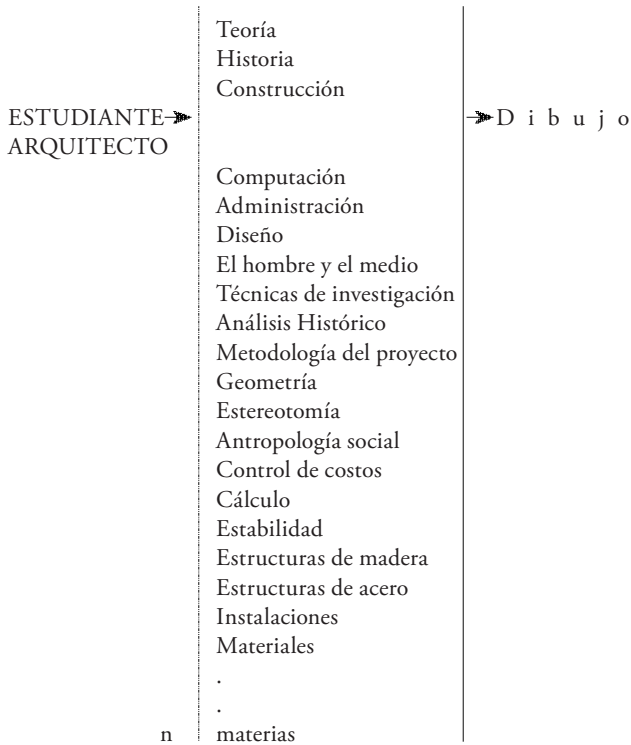 Teoría
Historia
Construcción
ESTUDIANTE D i b u j o
ARQUITECTO
Computación
Administración
Diseño
El hombre y el medio
Técnicas de investigación
Análisis Histórico
Metodología del proyecto
Geometría
Estereotomía
Antropología social
Control de costos
Cálculo
Estabilidad
Estructuras de madera
Estructuras de acero
Instalaciones
Materiales
.
.
n materias